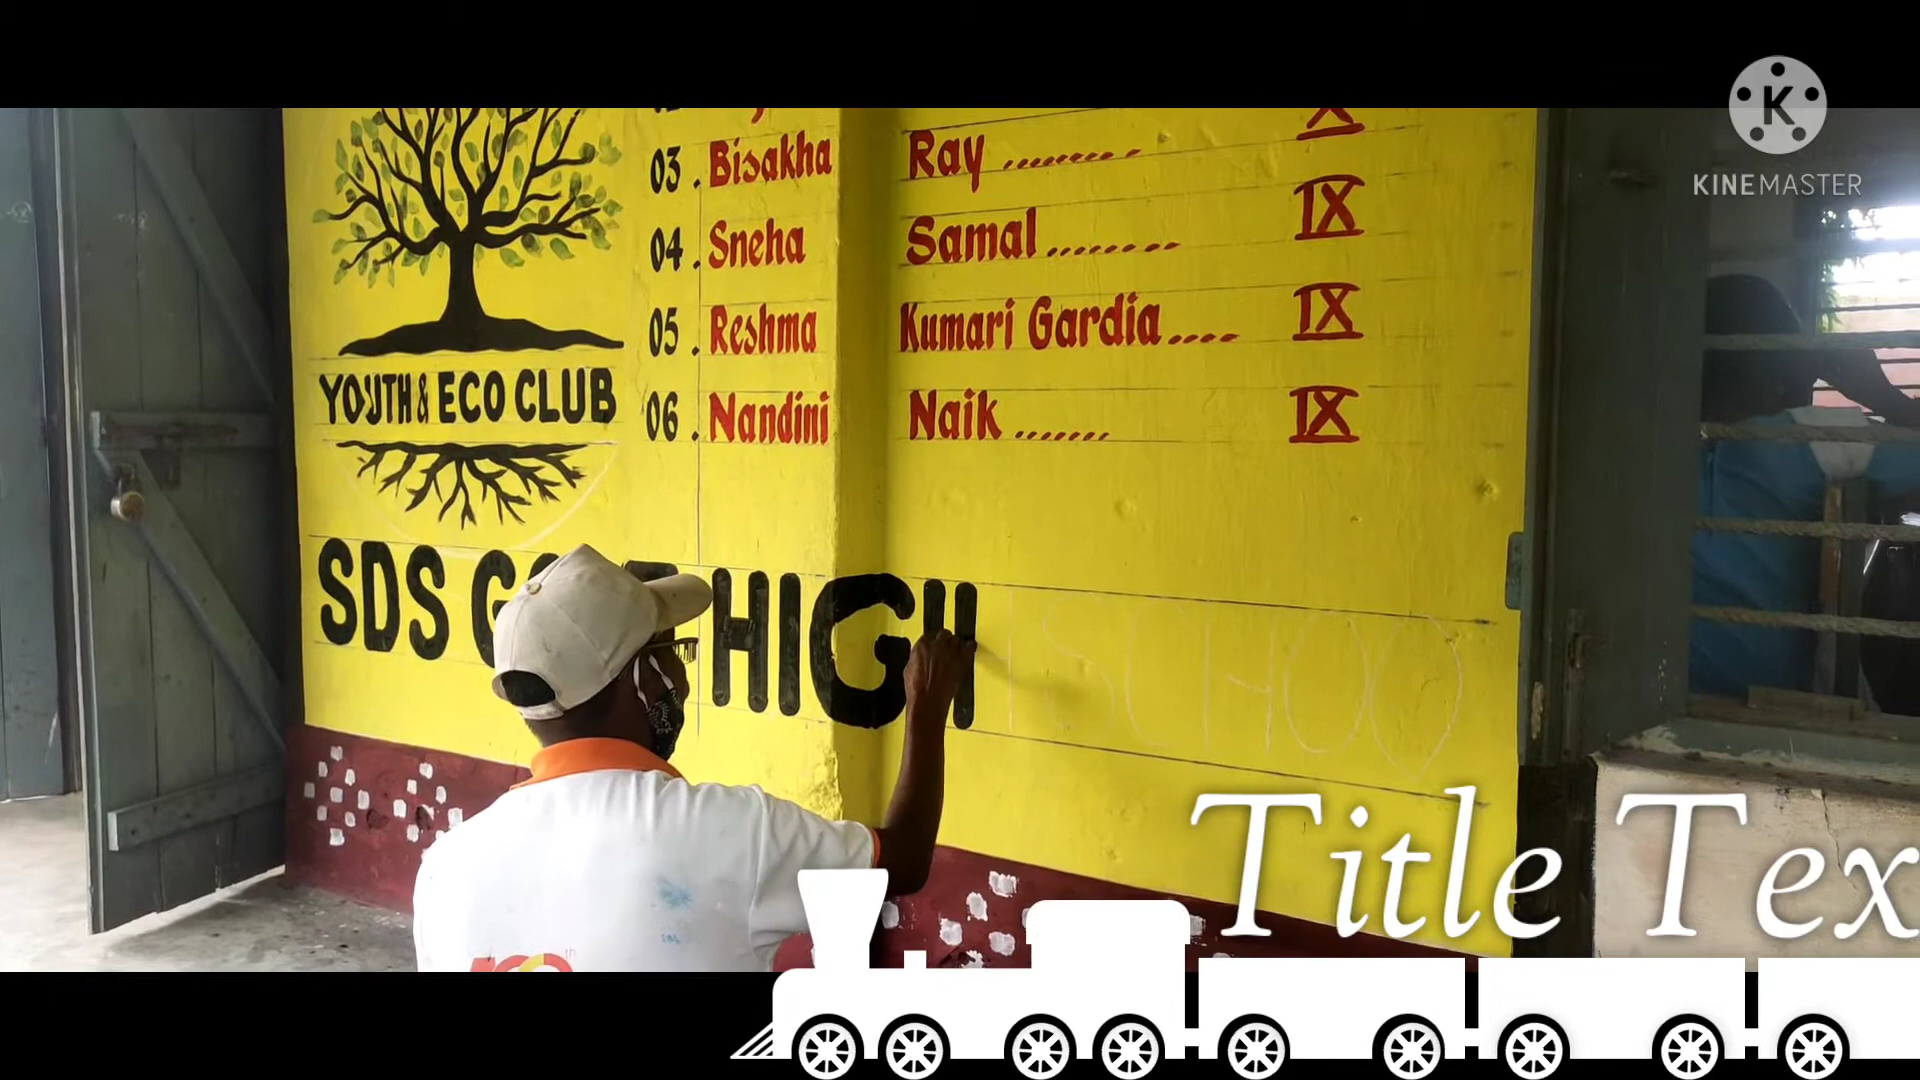 KINEMASTER
X
03. Bisakha Ray ........
IX
04. Sneha Samal ........
05. Reshma Kumari Gardia .... IX
06. Nandini Naik ....... IX
YOUTH & ECO CLUB
SDS HIGH
SCHOO
Title Tex